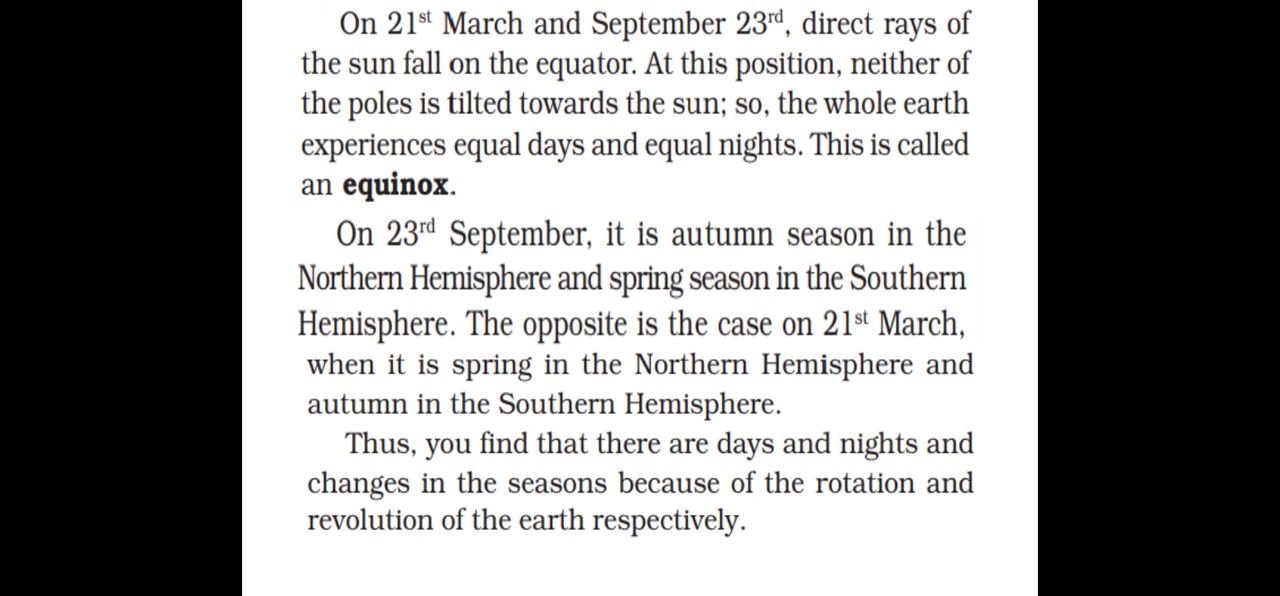 On 21st March and September 23rd, direct rays of
the sun fall on the equator. At this position, neither of
the poles is tilted towards the sun; so, the whole earth
experiences equal days and equal nights. This is called
an equinox.
On 23rd September, it is autumn season in the
Northern Hemisphere and spring season in the Southern
Hemisphere. The opposite is the case on 21st March,
when it is spring in the Northern Hemisphere and
autumn in the Southern Hemisphere.
Thus, you find that there are days and nights and
changes in the seasons because of the rotation and
revolution of the earth respectively.